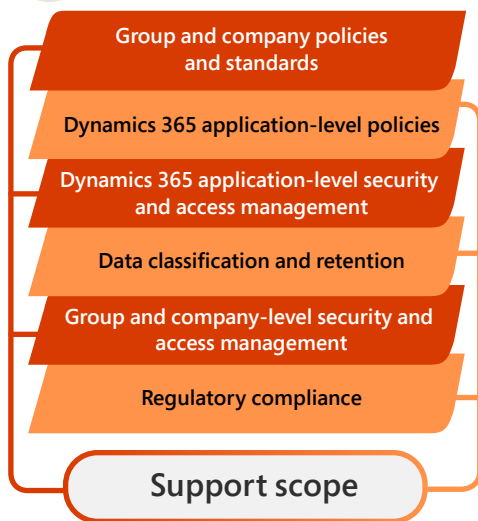 Group and company policies
and standards
Dynamics 365 application-level policies
Dynamics 365 application-level security
and access management
Data classification and retention
Group and company-level security and
access management
Regulatory compliance
Support scope